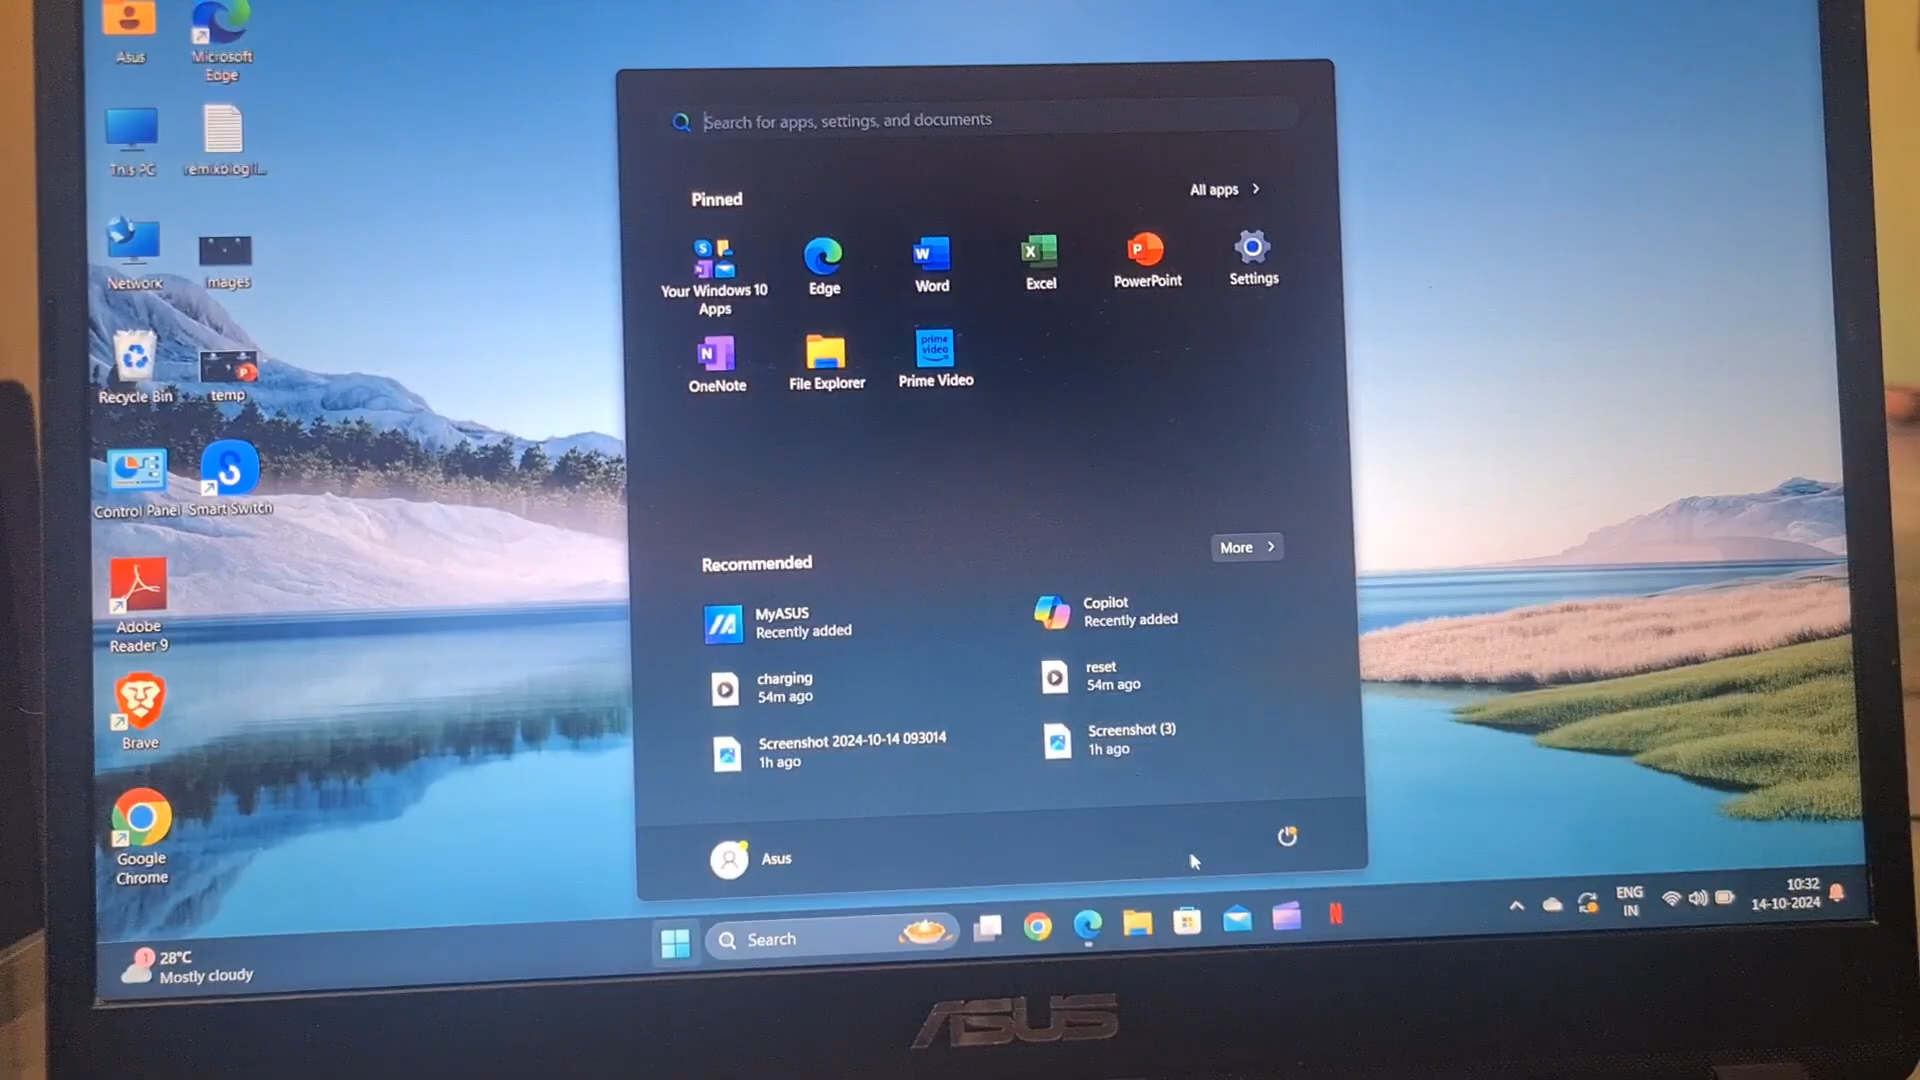 Asus
Microsoft
Edge
This PC
Network
Images
Recycle Bin
temp
Control Panel
Smart Switch
Adobe
Reader 9
Brave
Google
Chrome
Search for apps, settings, and documents
Pinned
All apps
Your Windows 10
Apps
Edge
Word
Excel
PowerPoint
Settings
OneNote
File Explorer
prime
video
Prime Video
Recommended
More
MyASUS
Recently added
Copilot
Recently added
charging
54m ago
reset
54m ago
Screenshot 2024-10-14 093014
1h ago
Screenshot (3)
1h ago
Asus
1
28°C
Mostly cloudy
Search
ENG
IN
10:32
14-10-2024
ASUS